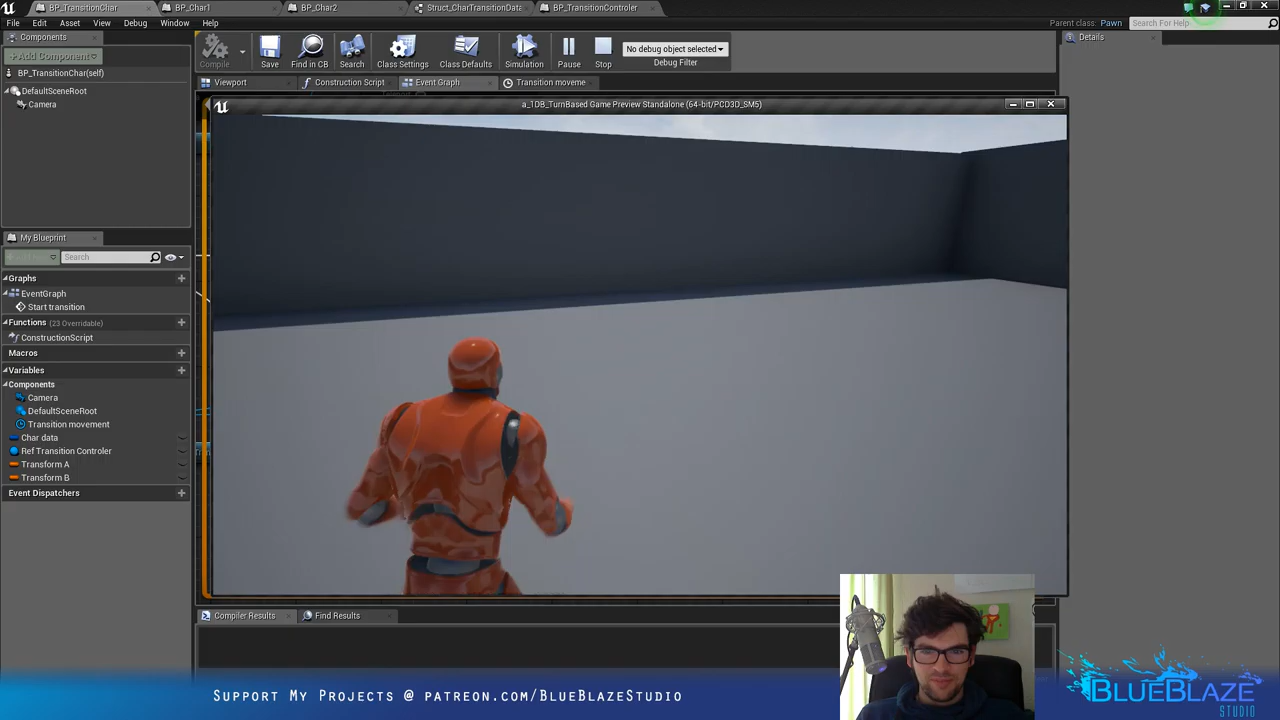 BP_TransitionChar
BP_Char1
BP_Char2
Struct_CharTransitionDate
BP_TransitionControler
File Edit Asset View Debug Window Help
Parent class: Pawn
Search For Help
Components
+Add Component
BP_TransitionChar(self)
DefaultSceneRoot
Camera
Compile
Save
Find in CB
Search
Class Settings
Class Defaults
Simulation
Pause
Stop
No debug object selected
Debug Filter
Details
Viewport
Construction Script
Event Graph
Transition moveme
a_1DB_TurnBased Game Preview Standalone (64-bit/PCD3D_SM5)
My Blueprint
Search
Graphs
EventGraph
Start transition
Functions (23 Overridable)
ConstructionScript
Macros
Variables
Components
Camera
DefaultSceneRoot
Transition movement
Char data
Ref Transition Controler
Transform A
Transform B
Event Dispatchers
Compiler Results
Find Results
Support My Projects @ patreon.com/BlueBlazeStudio
BlueBlaze
Studio